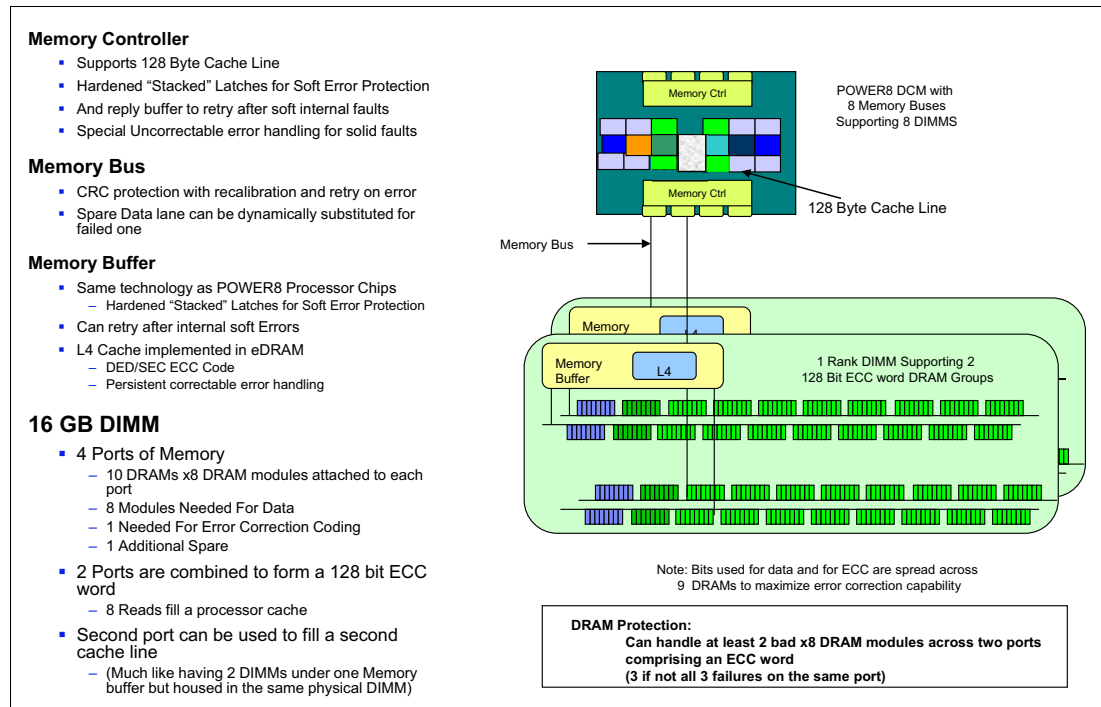 Memory Controller
▪ Supports 128 Byte Cache Line
▪ Hardened “Stacked” Latches for Soft Error Protection
▪ And reply buffer to retry after soft internal faults
▪ Special Uncorrectable error handling for solid faults
Memory Bus
▪ CRC protection with recalibration and retry on error
▪ Spare Data lane can be dynamically substituted for
failed one
Memory Buffer
▪ Same technology as POWER8 Processor Chips
– Hardened “Stacked” Latches for Soft Error Protection
▪ Can retry after internal soft Errors
▪ L4 Cache implemented in eDRAM
– DED/SEC ECC Code
– Persistent correctable error handling
16 GB DIMM
▪ 4 Ports of Memory
– 10 DRAMs x8 DRAM modules attached to each
port
– 8 Modules Needed For Data
– 1 Needed For Error Correction Coding
– 1 Additional Spare
▪ 2 Ports are combined to form a 128 bit ECC
word
– 8 Reads fill a processor cache
▪ Second port can be used to fill a second
cache line
– (Much like having 2 DIMMs under one Memory
buffer but housed in the same physical DIMM)
Memory Ctrl
POWER8 DCM with
8 Memory Buses
Supporting 8 DIMMS
Memory Ctrl
128 Byte Cache Line
Memory Bus
Memory
L4
Memory
Buffer
L4
1 Rank DIMM Supporting 2
128 Bit ECC word DRAM Groups
Note: Bits used for data and for ECC are spread across
9 DRAMs to maximize error correction capability
DRAM Protection:
Can handle at least 2 bad x8 DRAM modules across two ports
comprising an ECC word
(3 if not all 3 failures on the same port)